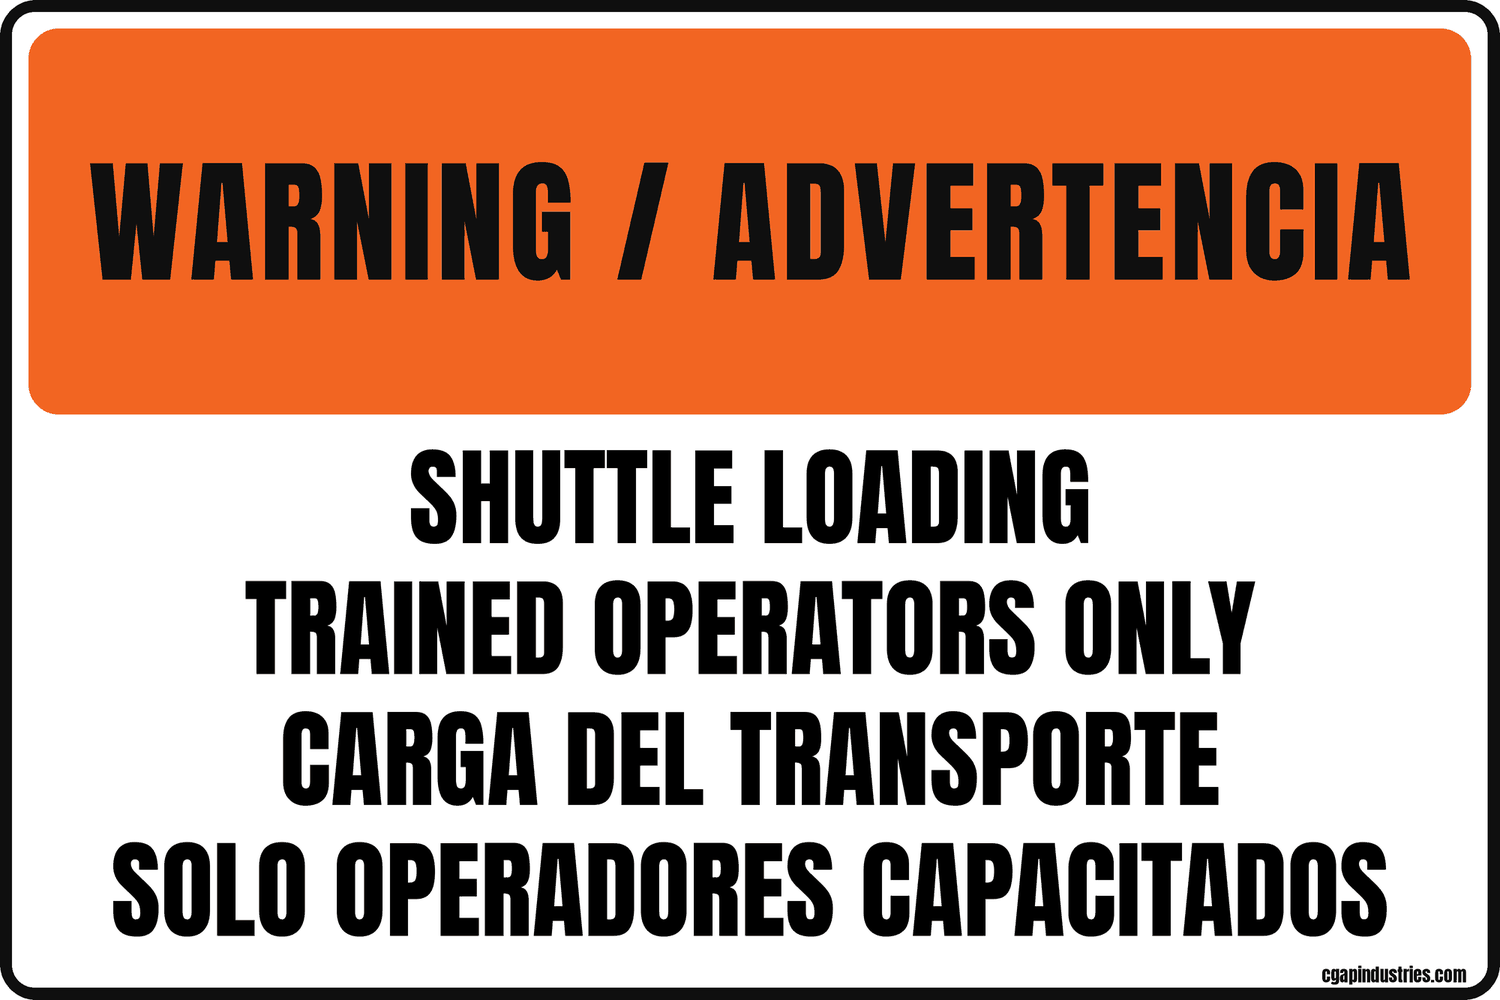 WARNING / ADVERTENCIA
SHUTTLE LOADING
TRAINED OPERATORS ONLY
CARGA DEL TRANSPORTE
SOLO OPERADORES CAPACITADOS
cgapindustries.com